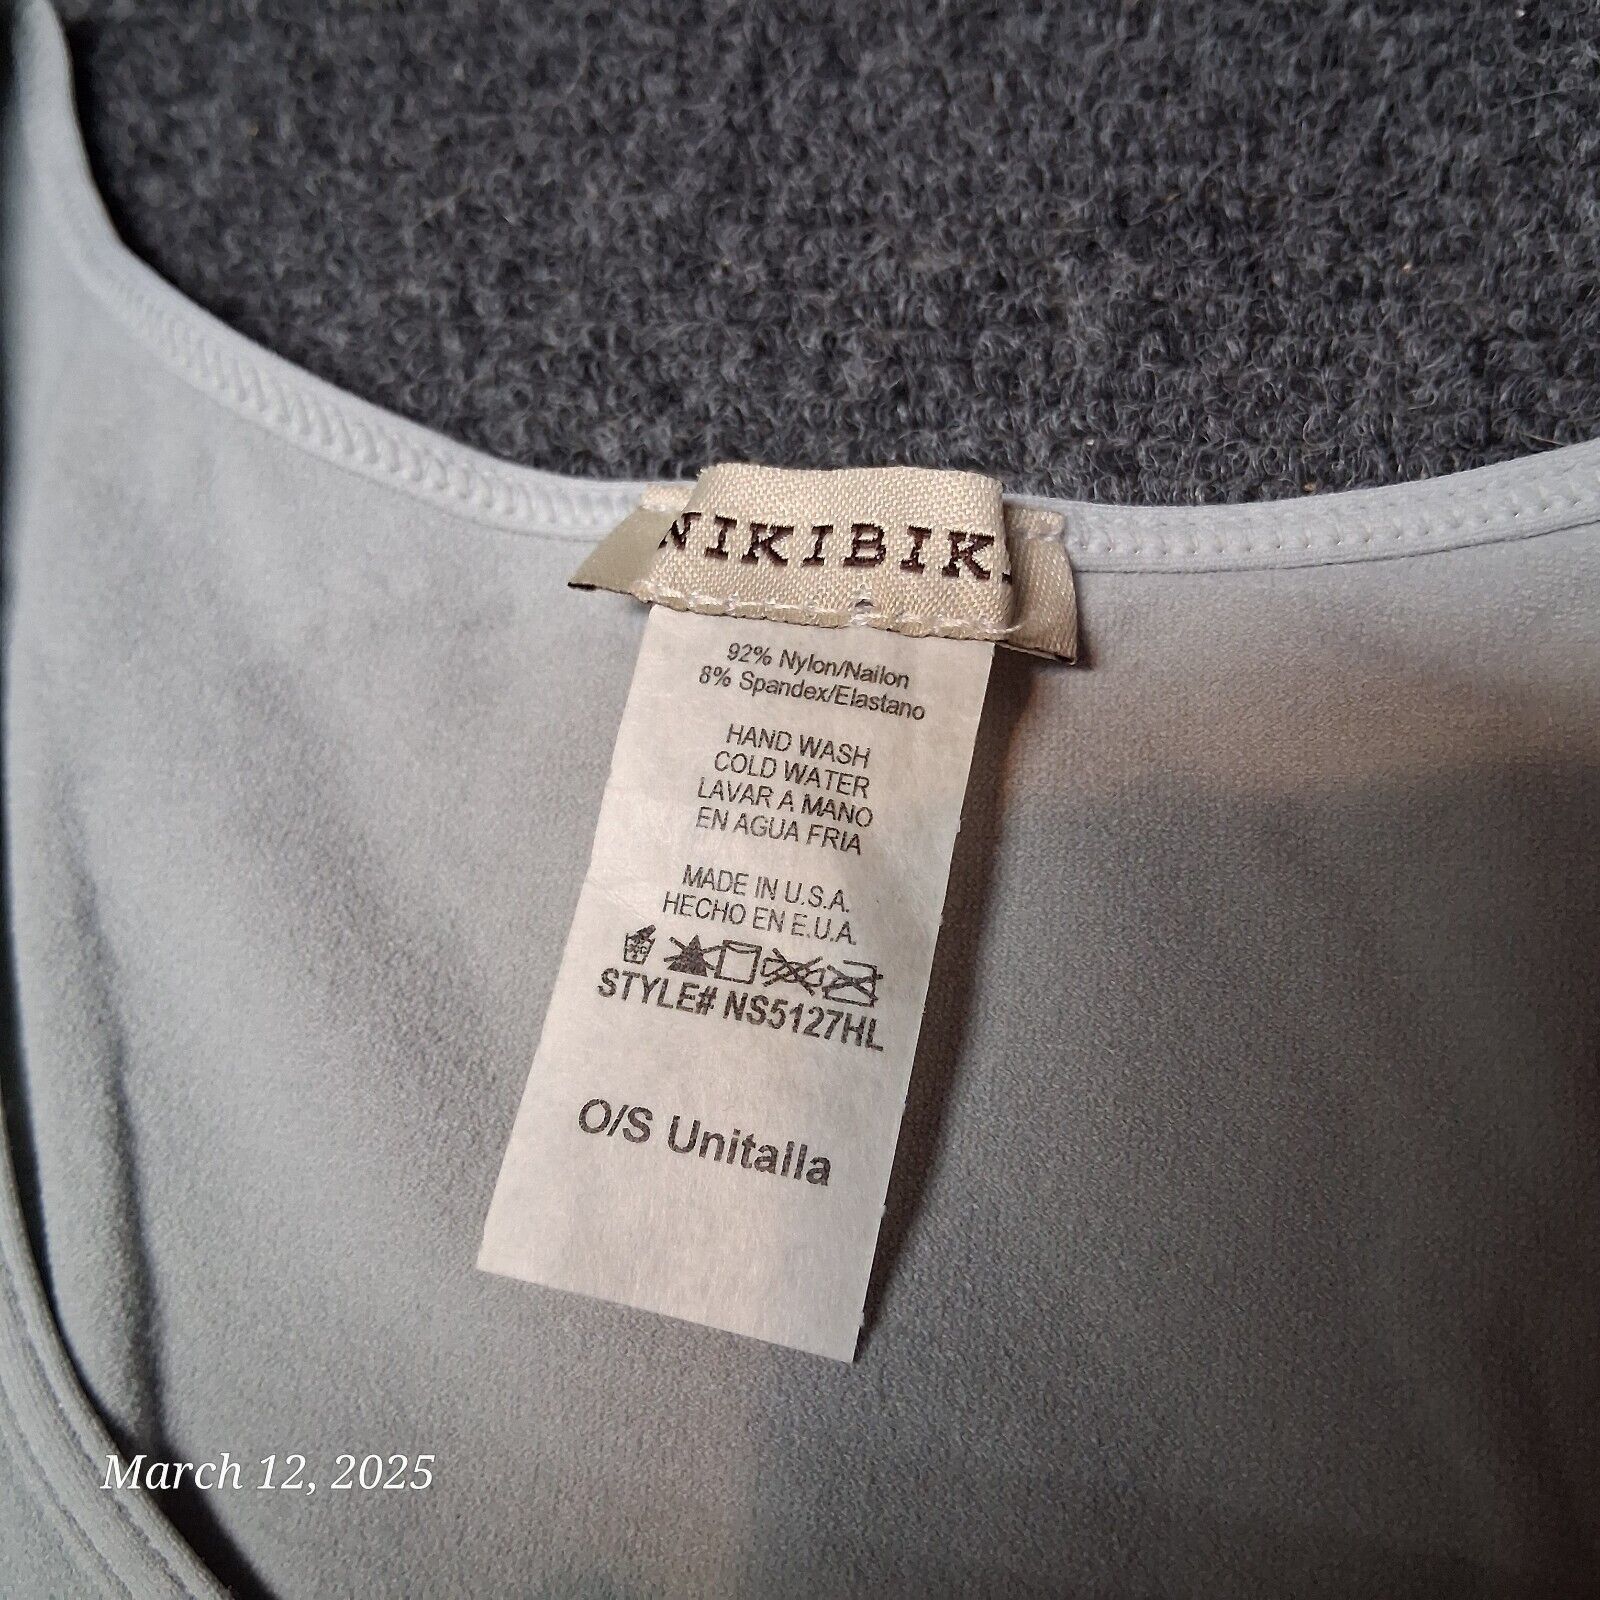 NIKIBIK
92% Nylon/Nailon
8% Spandex/Elastano
HAND WASH
COLD WATER
LAVAR A MANO
EN AGUA FRIA
MADE IN U.S.A.
HECHO EN E.U.A.
STYLE# NS5127HL
O/S Unitalla
March 12, 2025